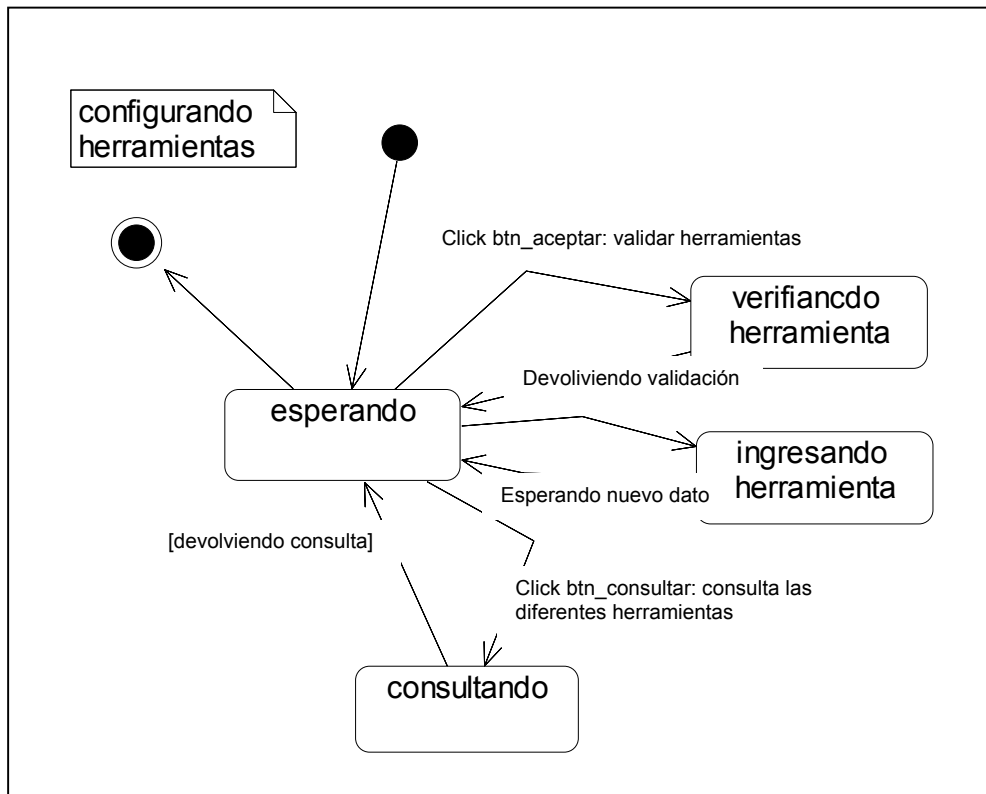 configurando
herramientas
Click btn_aceptar: validar herramientas
verifiancdo
herramienta
Devoliviendo validación
esperando
ingresando
herramienta
Esperando nuevo dato
[devolviendo consulta]
Click btn_consultar: consulta las
diferentes herramientas
consultando